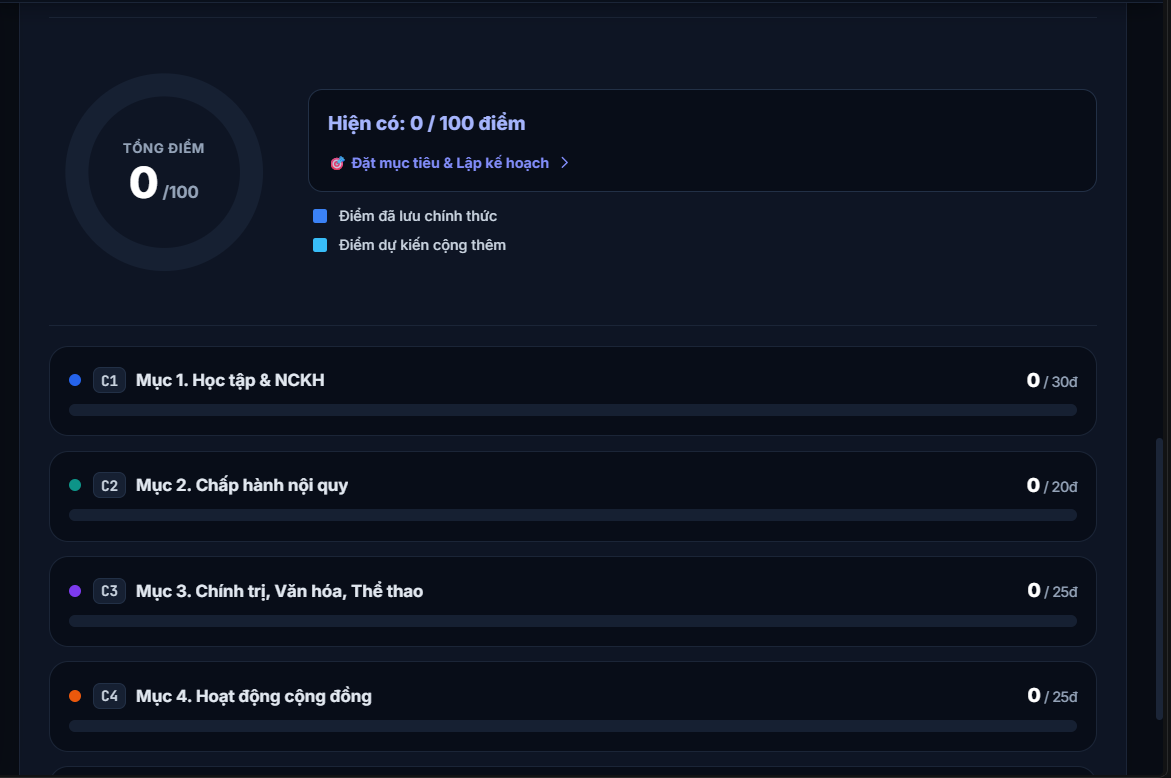 TỔNG ĐIỂM
0 /100
Hiện có: 0 / 100 điểm
🎯 Đặt mục tiêu & Lập kế hoạch >
Điểm đã lưu chính thức
Điểm dự kiến cộng thêm
C1 Mục 1. Học tập & NCKH 0 / 30đ
C2 Mục 2. Chấp hành nội quy 0 / 20đ
C3 Mục 3. Chính trị, Văn hóa, Thể thao 0 / 25đ
C4 Mục 4. Hoạt động cộng đồng 0 / 25đ